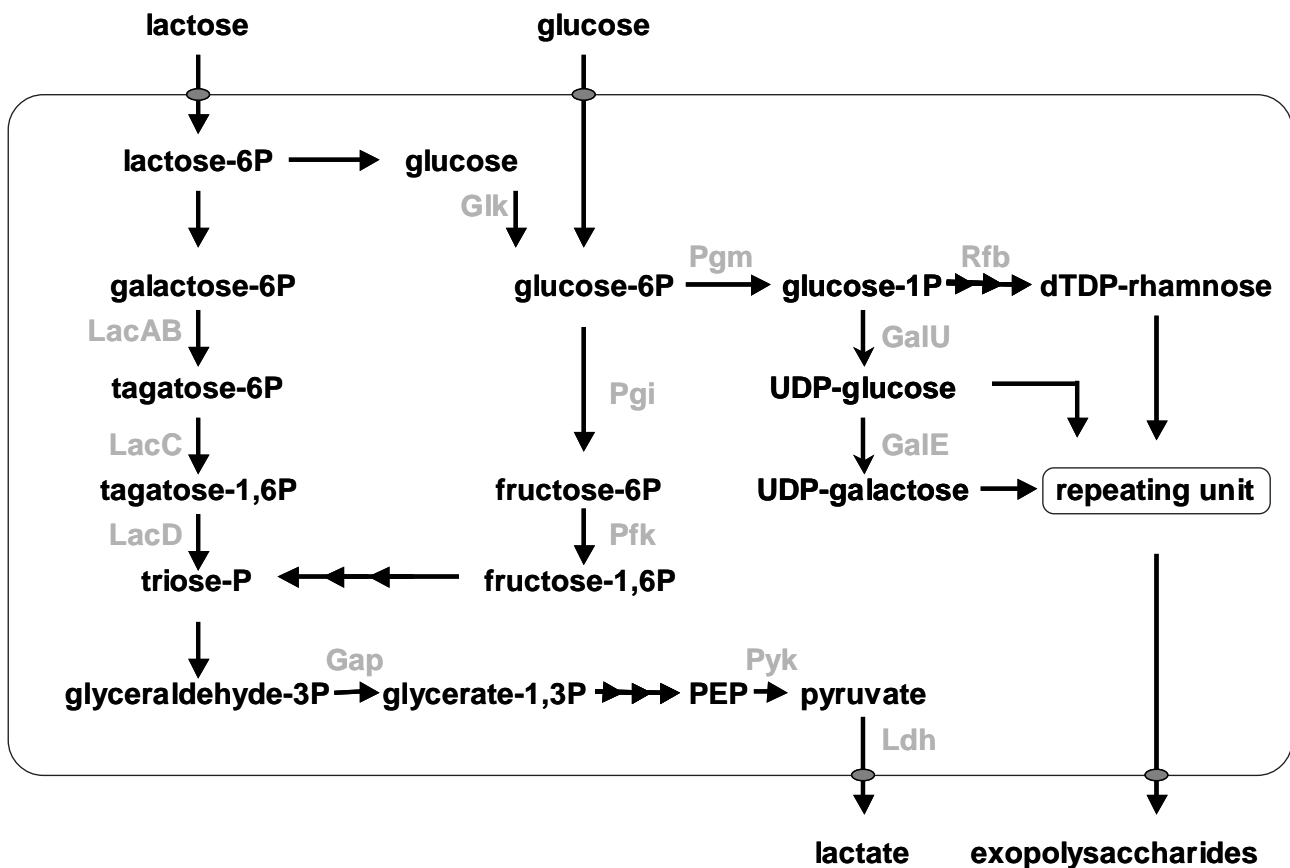 lactose glucose
lactose-6P glucose
Glk
galactose-6P glucose-6P Pgm glucose-1P Rfb dTDP-rhamnose
LacAB GalU
tagatose-6P Pgi UDP-glucose
LacC GalE
tagatose-1,6P fructose-6P UDP-galactose repeating unit
LacD Pfk
triose-P fructose-1,6P
glyceraldehyde-3P Gap glycerate-1,3P PEP Pyk pyruvate
Ldh
lactate exopolysaccharides